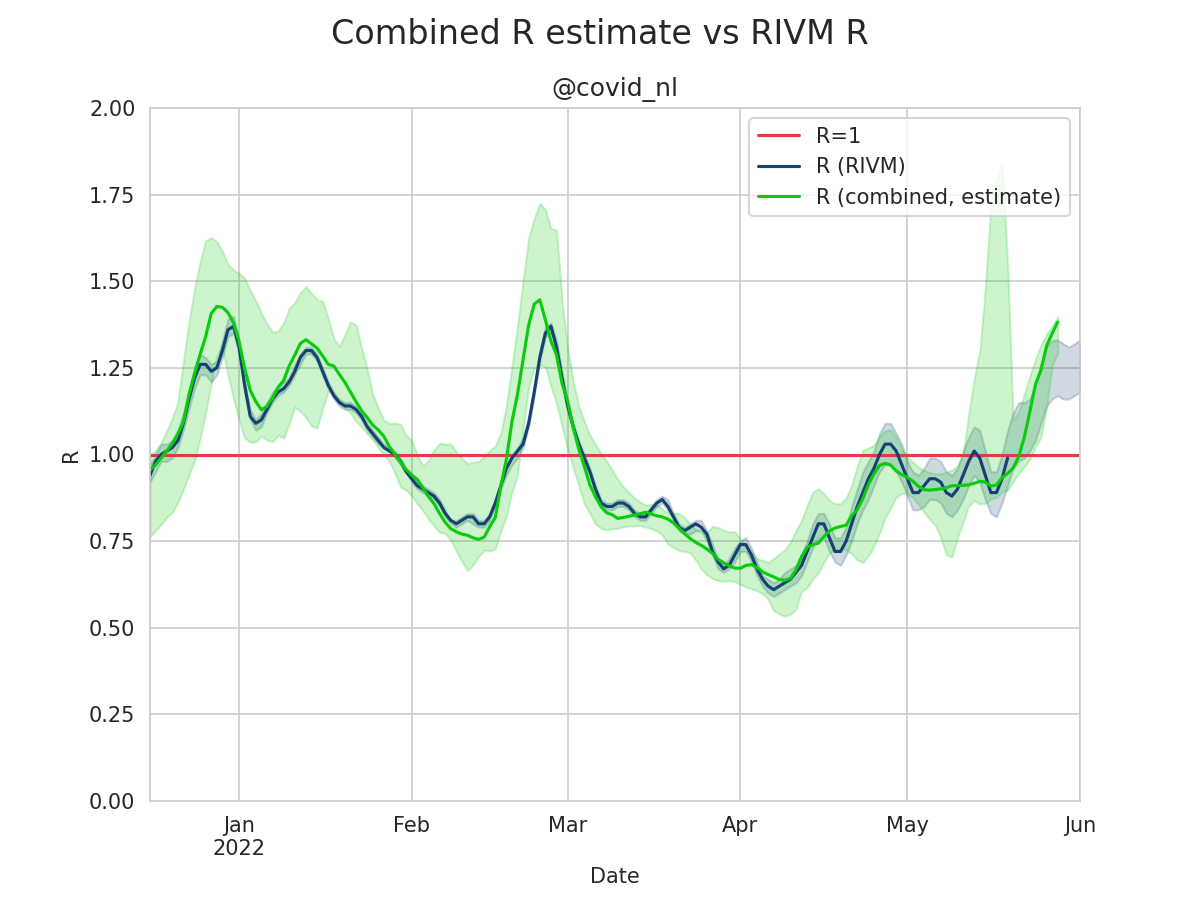 Combined R estimate vs RIVM R
@covid_nl
2.00
1.75
1.50
1.25
1.00
0.75
0.50
0.25
0.00
R
R=1
R (RIVM)
R (combined, estimate)
Jan
2022
Feb
Mar
Apr
May
Jun
Date